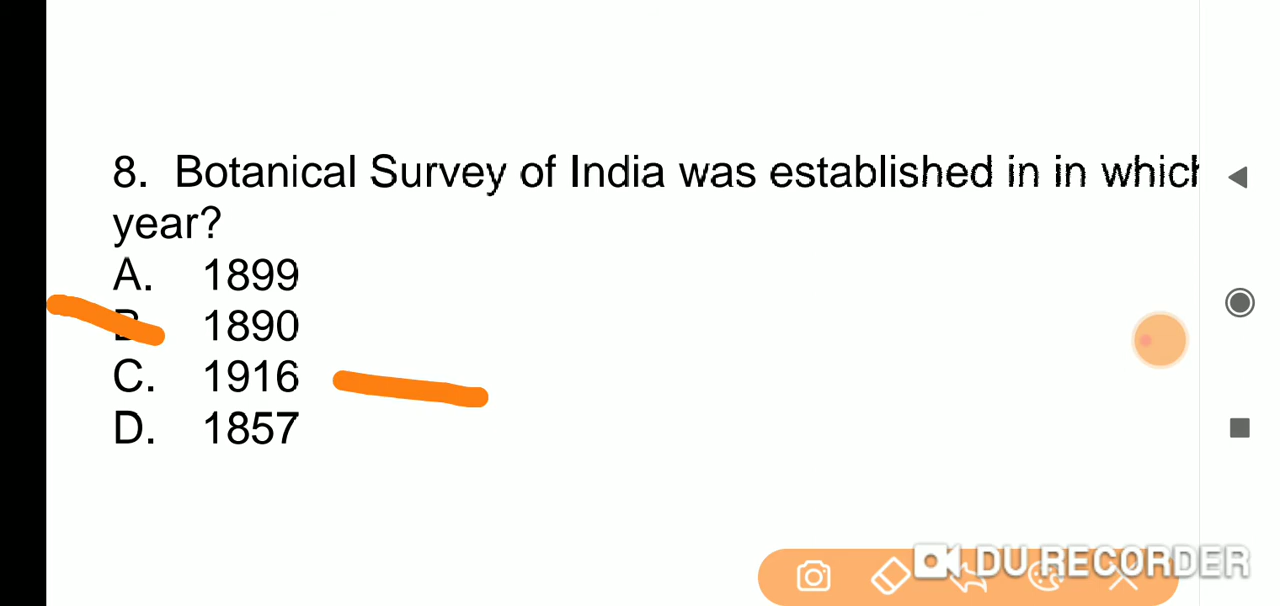 8. Botanical Survey of India was established in in which
year?
A. 1899
B. 1890
C. 1916
D. 1857
DU RECORDER